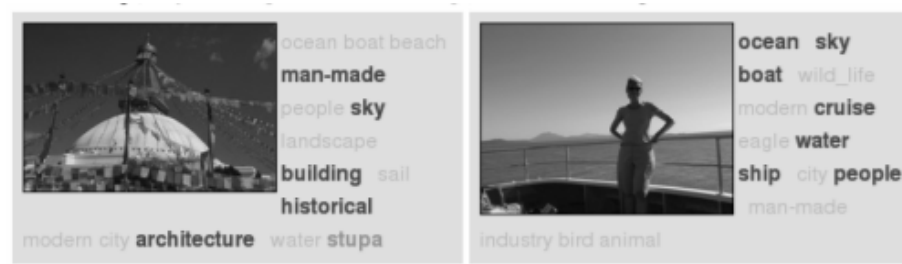 ocean boat beach
man-made
people sky
landscape
building sail
historical
modern city architecture water stupa
ocean sky
boat wild_life
modern cruise
eagle water
ship city people
man-made
industry bird animal